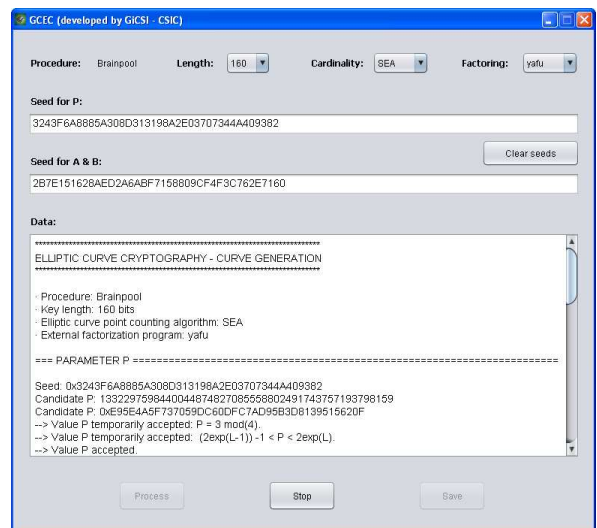 GCEC (developed by GiCSI - CSIC)
Procedure: Brainpool Length: 160 Cardinality: SEA Factoring: yafu
Seed for P:
3243F6A8885A308D313198A2E03707344A409382
Clear seeds
Seed for A & B:
2B7E151628AED2A6ABF7158809CF4F3C762E7160
Data:
******************************************************************************
ELLIPTIC CURVE CRYPTOGRAPHY - CURVE GENERATION
******************************************************************************
· Procedure: Brainpool
· Key length: 160 bits
· Elliptic curve point counting algorithm: SEA
· External factorization program: yafu
=== PARAMETER P =====================================================================
Seed: 0x3243F6A8885A308D313198A2E03707344A409382
Candidate P: 1332297598440044874827085558802491743757193798159
Candidate P: 0xE95E4A5F737059DC60DFC7AD95B3D8139515620F
--> Value P temporarily accepted: P = 3 mod(4).
--> Value P temporarily accepted: (2exp(L-1)) -1 < P < 2exp(L).
--> Value P accepted.
Process Stop Save